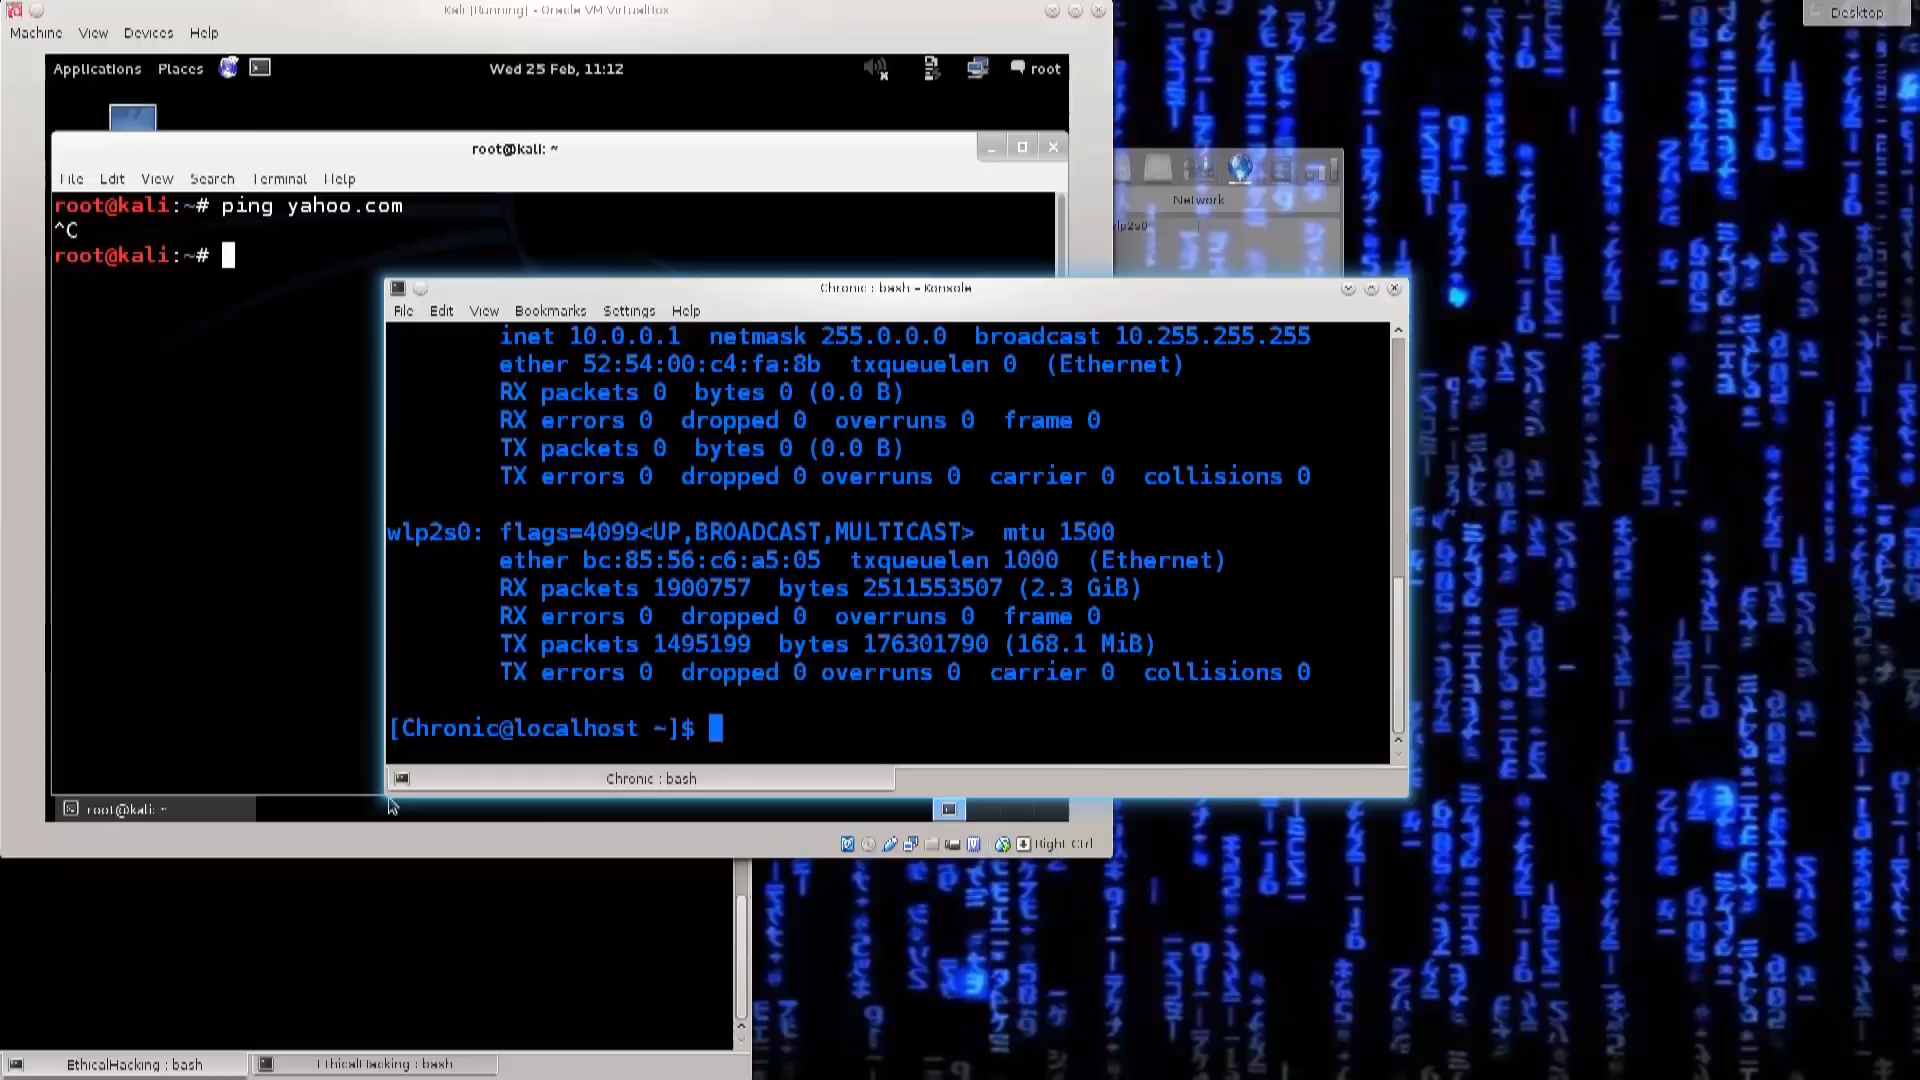 Kali [Running] - Oracle VM VirtualBox
Desktop
Machine View Devices Help
Applications Places Wed 25 Feb, 11:12 root
root@kali: ~
File Edit View Search Terminal Help
root@kali:~# ping yahoo.com
^C
root@kali:~#
Network
wlp2s0
Chronic : bash - Konsole
File Edit View Bookmarks Settings Help
inet 10.0.0.1 netmask 255.0.0.0 broadcast 10.255.255.255
ether 52:54:00:c4:fa:8b txqueuelen 0 (Ethernet)
RX packets 0 bytes 0 (0.0 B)
RX errors 0 dropped 0 overruns 0 frame 0
TX packets 0 bytes 0 (0.0 B)
TX errors 0 dropped 0 overruns 0 carrier 0 collisions 0
wlp2s0: flags=4099<UP,BROADCAST,MULTICAST> mtu 1500
ether bc:85:56:c6:a5:05 txqueuelen 1000 (Ethernet)
RX packets 1900757 bytes 2511553507 (2.3 GiB)
RX errors 0 dropped 0 overruns 0 frame 0
TX packets 1495199 bytes 176301790 (168.1 MiB)
TX errors 0 dropped 0 overruns 0 carrier 0 collisions 0
[Chronic@localhost ~]$
Chronic : bash
root@kali: ~
Right Ctrl
EthicalHacking : bash
EthicalHacking : bash